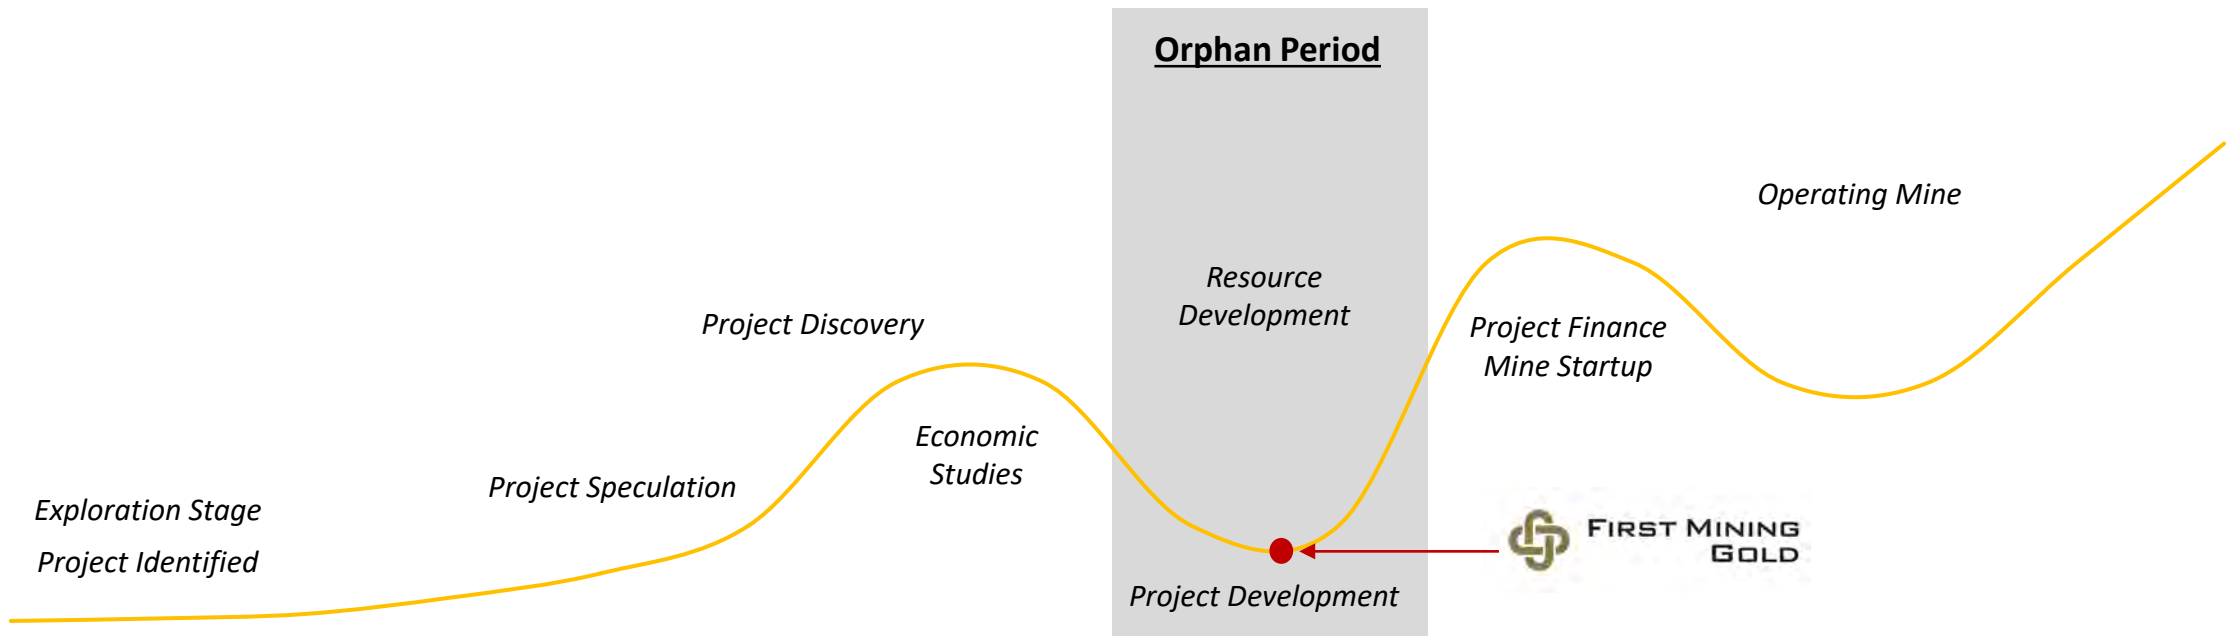 Orphan Period
Operating Mine
Resource
Development
Project Discovery
Project Finance
Mine Startup
Economic
Studies
Project Speculation
Exploration Stage
Project Identified
FIRST MINING
GOLD
Project Development